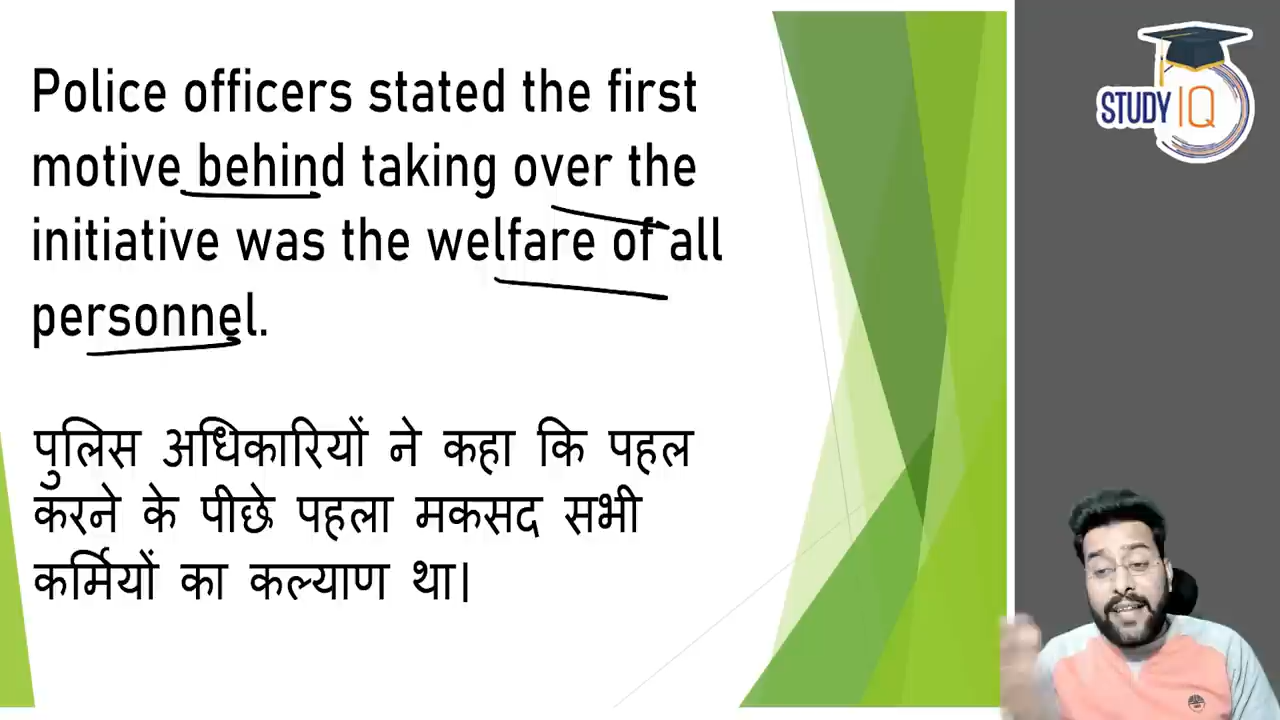 Police officers stated the first
motive behind taking over the
initiative was the welfare of all
personnel.
पुलिस अधिकारियों ने कहा कि पहल
करने के पीछे पहला मकसद सभी
कर्मियों का कल्याण था।
STUDY IQ